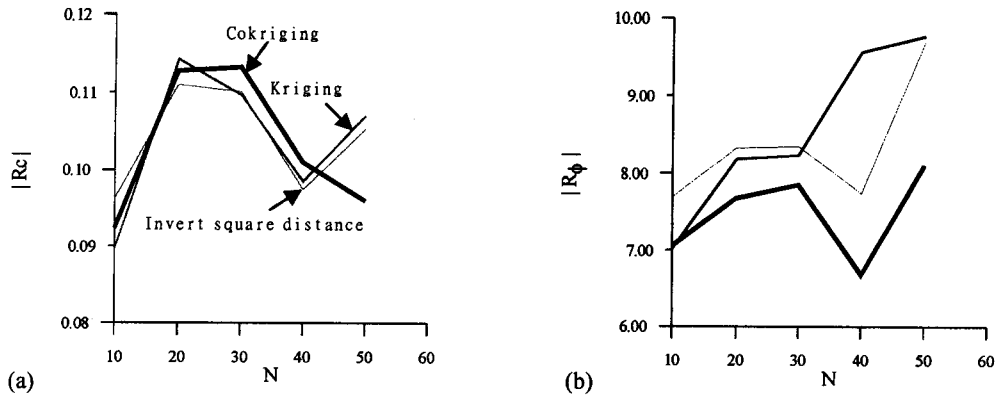 0.12
0.11
0.10
0.09
0.08
|Rc|
Cokriging
Kriging
Invert square distance
10 20 30 40 50 60
N
(a)
10.00
9.00
8.00
7.00
6.00
|Rϕ|
10 20 30 40 50 60
N
(b)